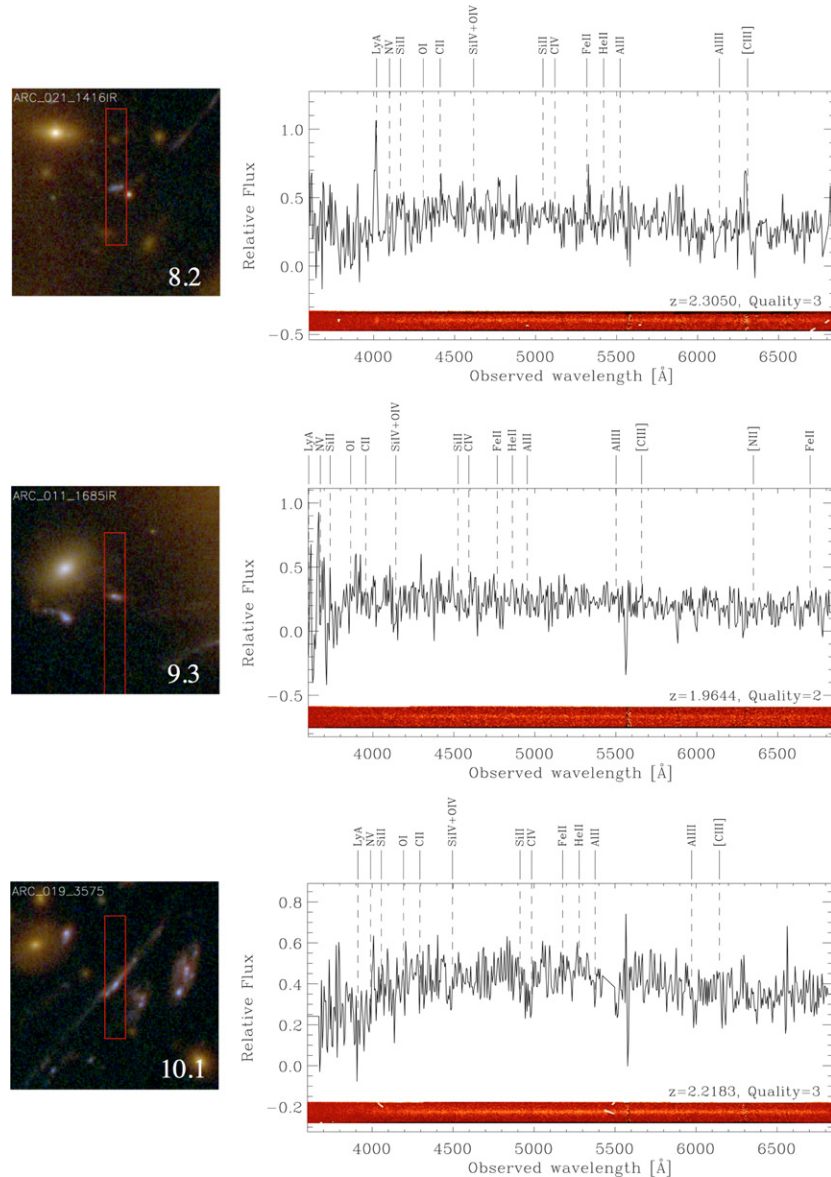 LyA NV SiII OI CII SiIV+OIV SiII CIV FeII HeII AlII AlIII [CIII]
ARC_021_1416IR
8.2
Relative Flux
1.0
0.5
0.0
−0.5
z=2.3050, Quality=3
4000 4500 5000 5500 6000 6500
Observed wavelength [Å]
LyA NV SiII OI CII SiIV+OIV SiII CIV FeII HeII AlII AlIII [CIII] [NII] FeII
ARC_011_1685IR
9.3
Relative Flux
1.0
0.5
0.0
−0.5
z=1.9644, Quality=2
4000 4500 5000 5500 6000 6500
Observed wavelength [Å]
LyA NV SiII OI CII SiIV+OIV SiII CIV FeII HeII AlII AlIII [CIII]
ARC_019_3575
10.1
Relative Flux
0.8
0.6
0.4
0.2
0.0
−0.2
z=2.2183, Quality=3
4000 4500 5000 5500 6000 6500
Observed wavelength [Å]